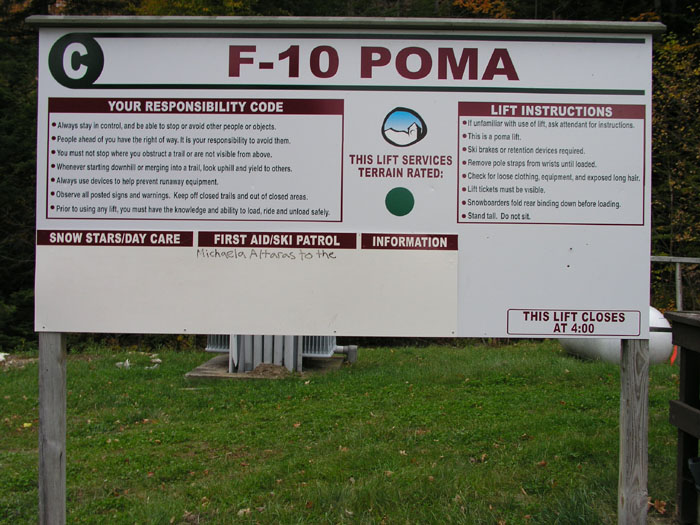 C
F-10 POMA
YOUR RESPONSIBILITY CODE
• Always stay in control, and be able to stop or avoid other people or objects.
• People ahead of you have the right of way. It is your responsibility to avoid them.
• You must not stop where you obstruct a trail or are not visible from above.
• Whenever starting downhill or merging into a trail, look uphill and yield to others.
• Always use devices to help prevent runaway equipment.
• Observe all posted signs and warnings. Keep off closed trails and out of closed areas.
• Prior to using any lift, you must have the knowledge and ability to load, ride and unload safely.
THIS LIFT SERVICES
TERRAIN RATED:
LIFT INSTRUCTIONS
• If unfamiliar with use of lift, ask attendant for instructions.
• This is a poma lift.
• Ski brakes or retention devices required.
• Remove pole straps from wrists until loaded.
• Check for loose clothing, equipment, and exposed long hair.
• Lift tickets must be visible.
• Snowboarders fold rear binding down before loading.
• Stand tall. Do not sit.
SNOW STARS/DAY CARE
FIRST AID/SKI PATROL
INFORMATION
Michaela Altaras to the
THIS LIFT CLOSES
AT 4:00